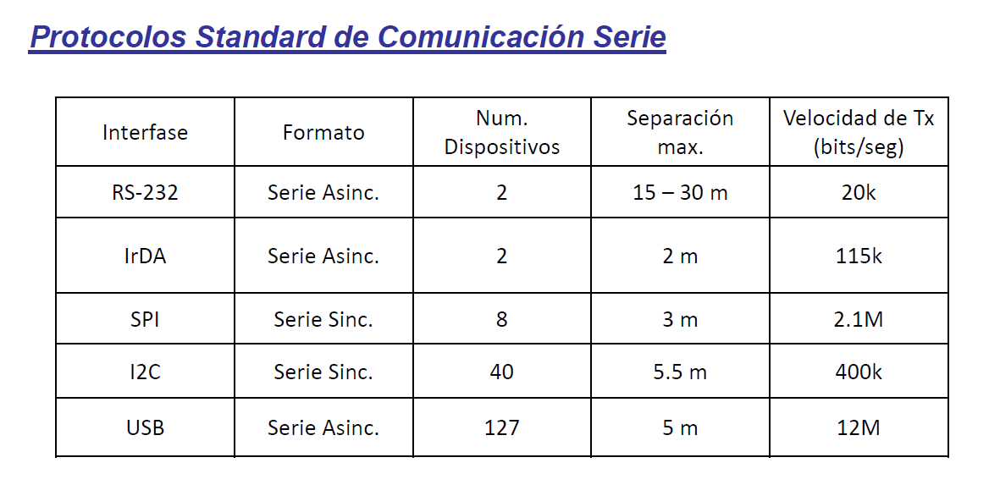 Protocolos Standard de Comunicación Serie
Interfase Formato Num. Dispositivos Separación max. Velocidad de Tx (bits/seg)
RS-232 Serie Asinc. 2 15 – 30 m 20k
IrDA Serie Asinc. 2 2 m 115k
SPI Serie Sinc. 8 3 m 2.1M
I2C Serie Sinc. 40 5.5 m 400k
USB Serie Asinc. 127 5 m 12M